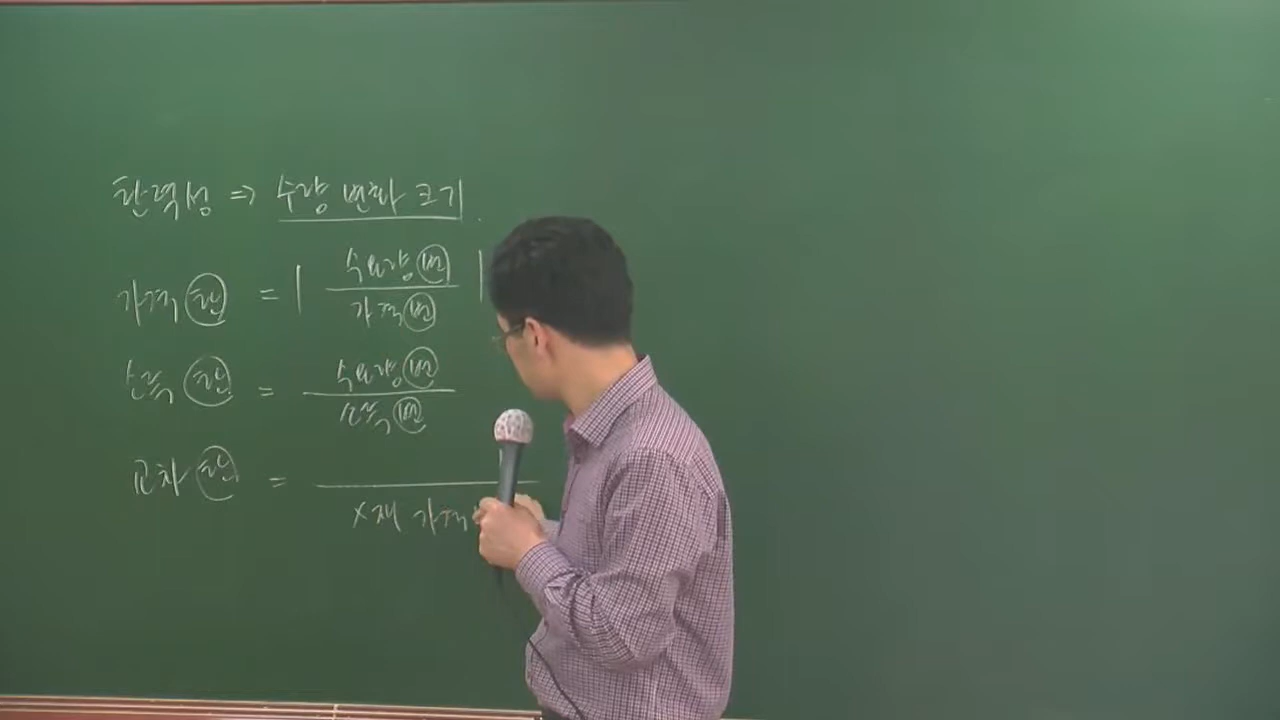 탄력성 ⇒ 수량 변화 크기
가격 탄 = | 수요량 변 / 가격 변 |
소득 탄 = 수요량 변 / 소득 변
교차 탄 =
X재 가격